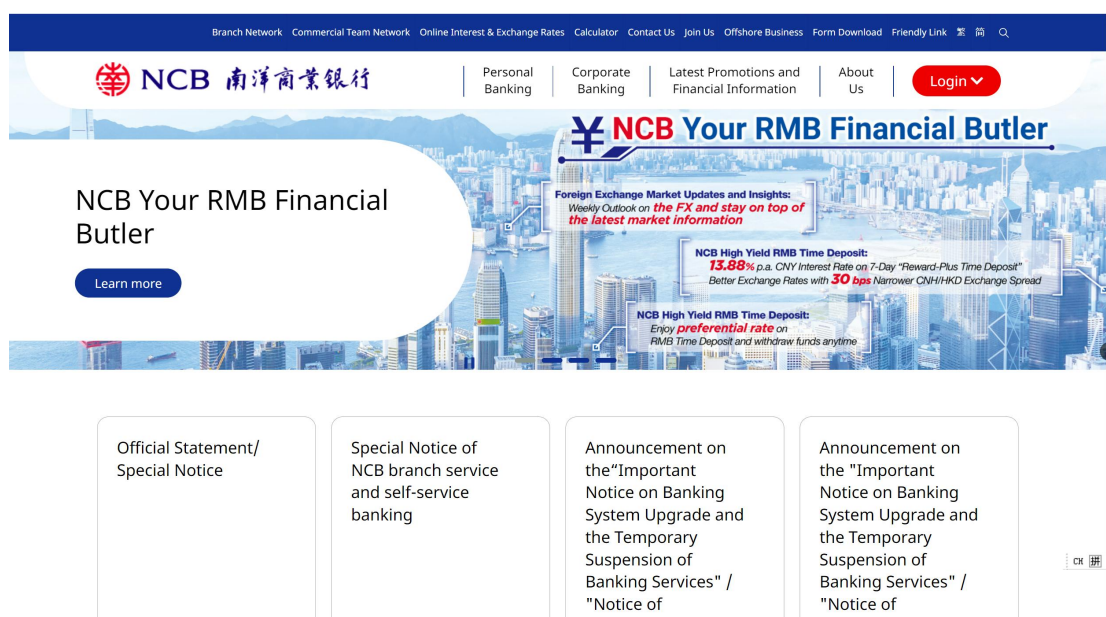 Branch Network Commercial Team Network Online Interest & Exchange Rates Calculator Contact Us Join Us Offshore Business Form Download Friendly Link 繁 简
NCB 南洋商業銀行
Personal Banking
Corporate Banking
Latest Promotions and Financial Information
About Us
Login
¥ NCB Your RMB Financial Butler
NCB Your RMB Financial
Butler
Learn more
Foreign Exchange Market Updates and Insights:
Weekly Outlook on the FX and stay on top of
the latest market information
NCB High Yield RMB Time Deposit:
13.88% p.a. CNY Interest Rate on 7-Day “Reward-Plus Time Deposit”
Better Exchange Rates with 30 bps Narrower CNH/HKD Exchange Spread
NCB High Yield RMB Time Deposit:
Enjoy preferential rate on
RMB Time Deposit and withdraw funds anytime
Official Statement/
Special Notice
Special Notice of
NCB branch service
and self-service
banking
Announcement on
the“Important
Notice on Banking
System Upgrade and
the Temporary
Suspension of
Banking Services" /
"Notice of
Announcement on
the "Important
Notice on Banking
System Upgrade and
the Temporary
Suspension of
Banking Services" /
"Notice of
CH 拼